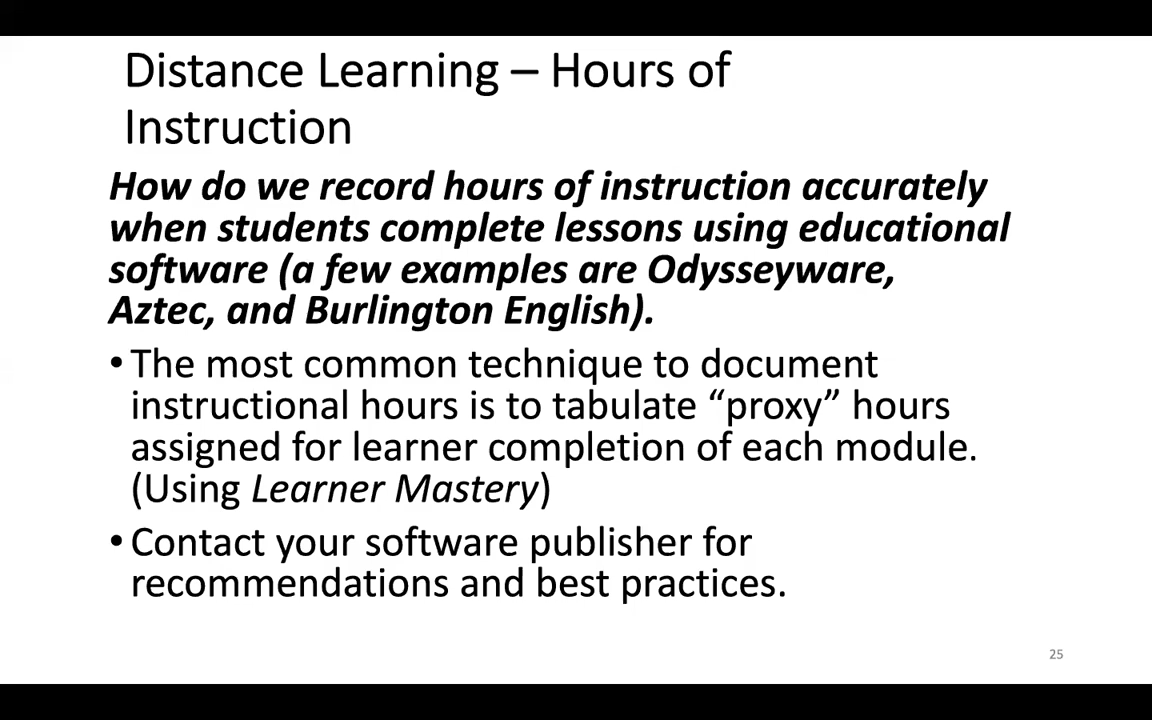 Distance Learning – Hours of
Instruction
How do we record hours of instruction accurately
when students complete lessons using educational
software (a few examples are Odysseyware,
Aztec, and Burlington English).
•The most common technique to document
instructional hours is to tabulate “proxy” hours
assigned for learner completion of each module.
(Using Learner Mastery)
•Contact your software publisher for
recommendations and best practices.
25